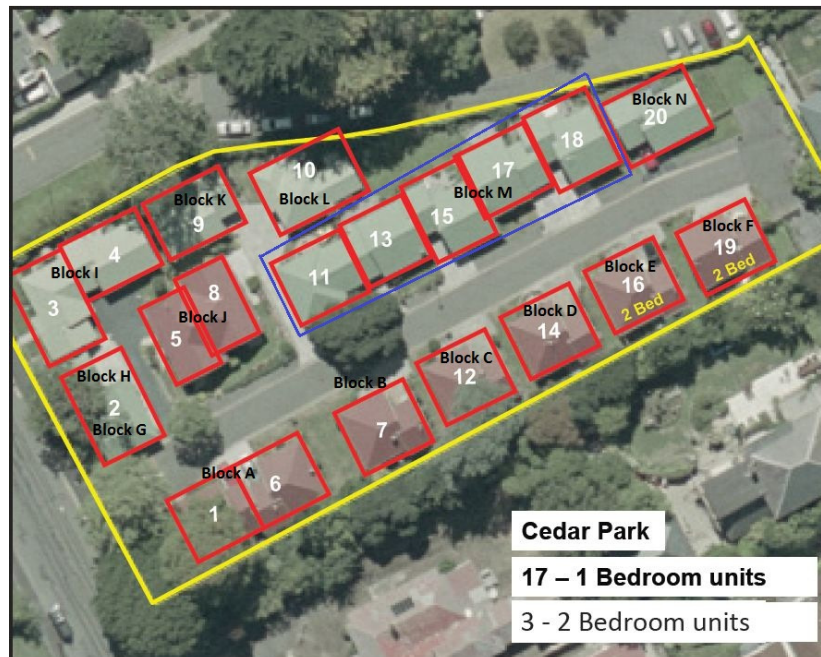 Block N
20
18
17
Block M
15
13
11
10
Block L
Block K
9
4
Block I
3
8
Block J
5
Block H
2
Block G
Block F
19
2 Bed
Block E
16
2 Bed
Block D
14
Block C
12
Block B
7
Block A
6
1
Cedar Park
17 – 1 Bedroom units
3 - 2 Bedroom units